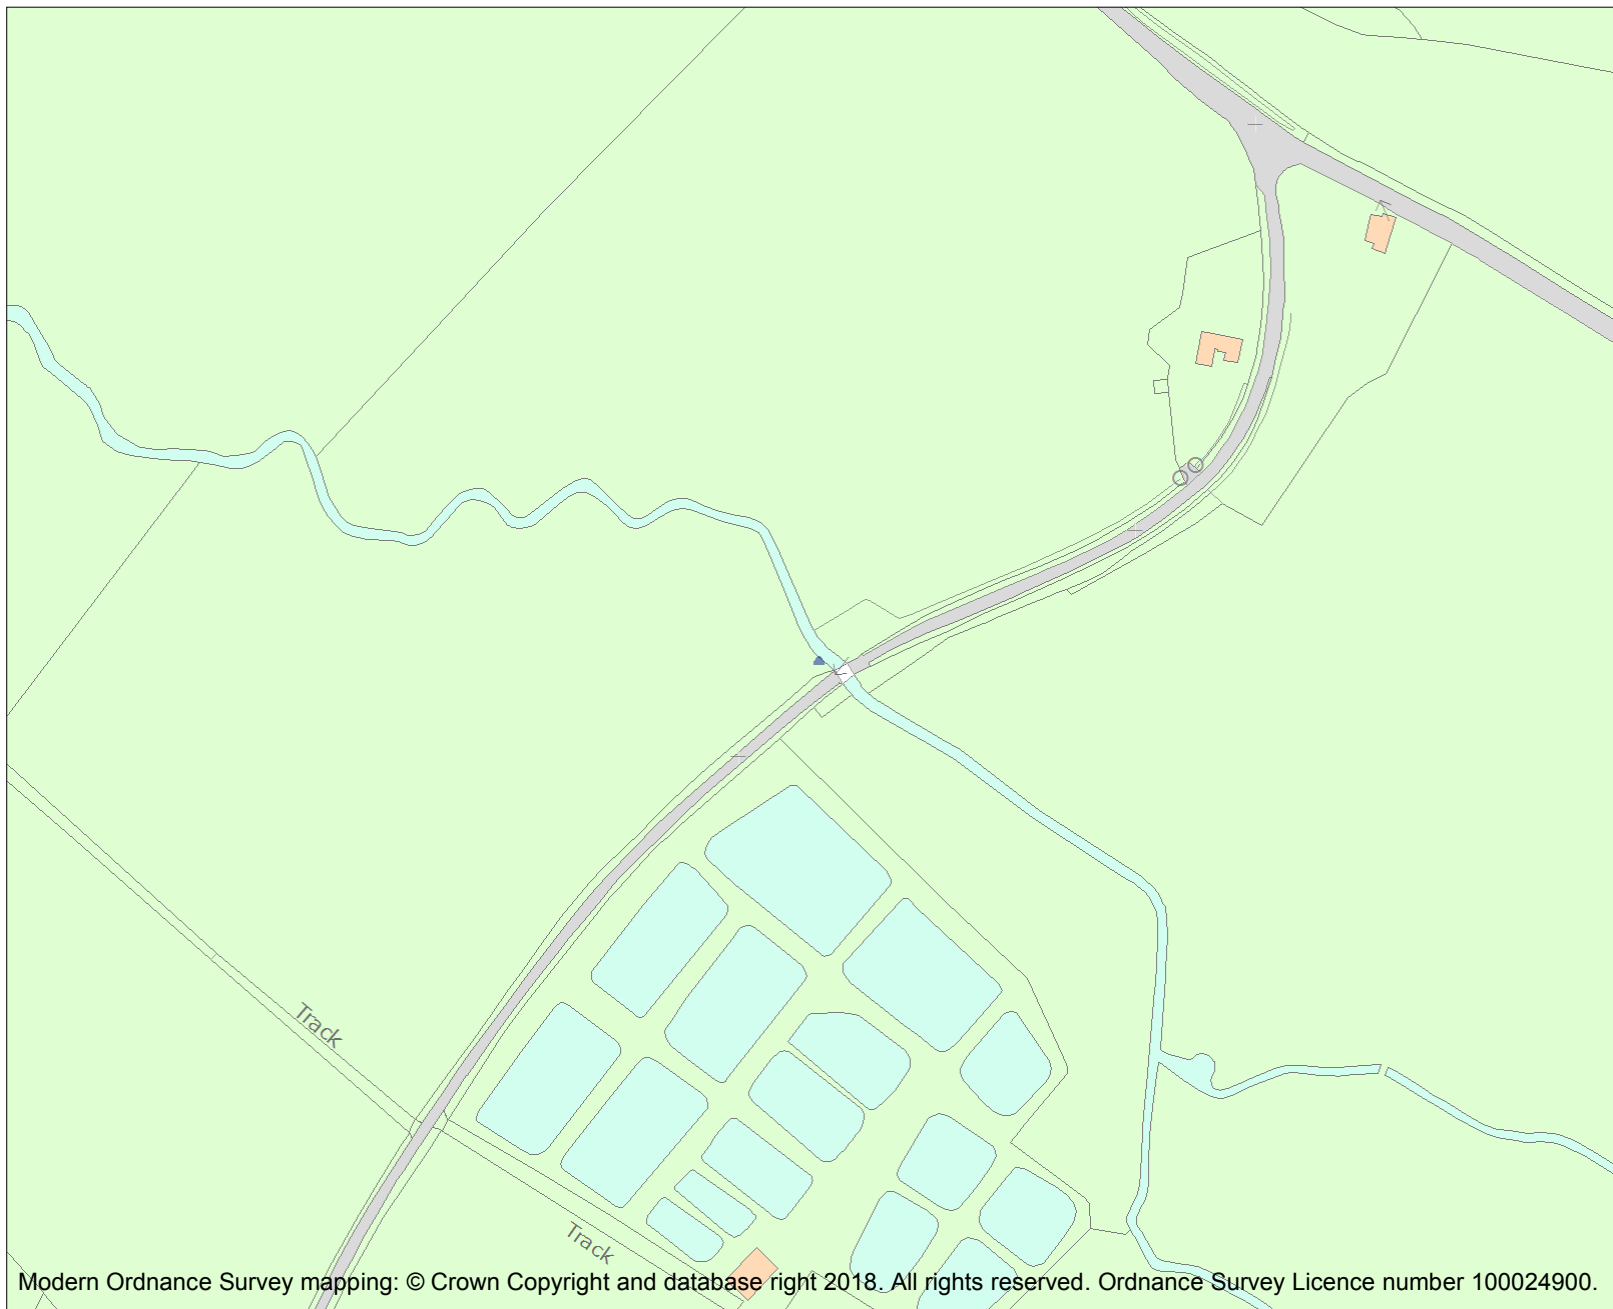 Track
Track
Modern Ordnance Survey mapping: © Crown Copyright and database right 2018. All rights reserved. Ordnance Survey Licence number 100024900.